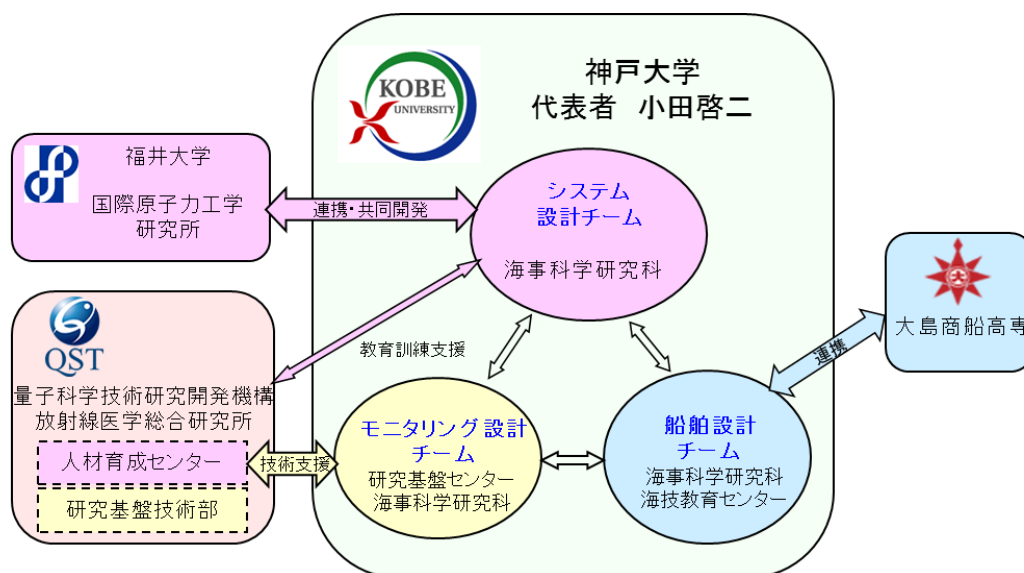 KOBE
UNIVERSITY
神戸大学
代表者 小田啓二
福井大学
国際原子力工学
研究所
連携・共同開発
システム
設計チーム
海事科学研究科
QST
量子科学技術研究開発機構
放射線医学総合研究所
人材育成センター
研究基盤技術部
教育訓練支援
技術支援
モニタリング設計
チーム
研究基盤センター
海事科学研究科
船舶設計
チーム
海事科学研究科
海技教育センター
連携
大
大島商船高専